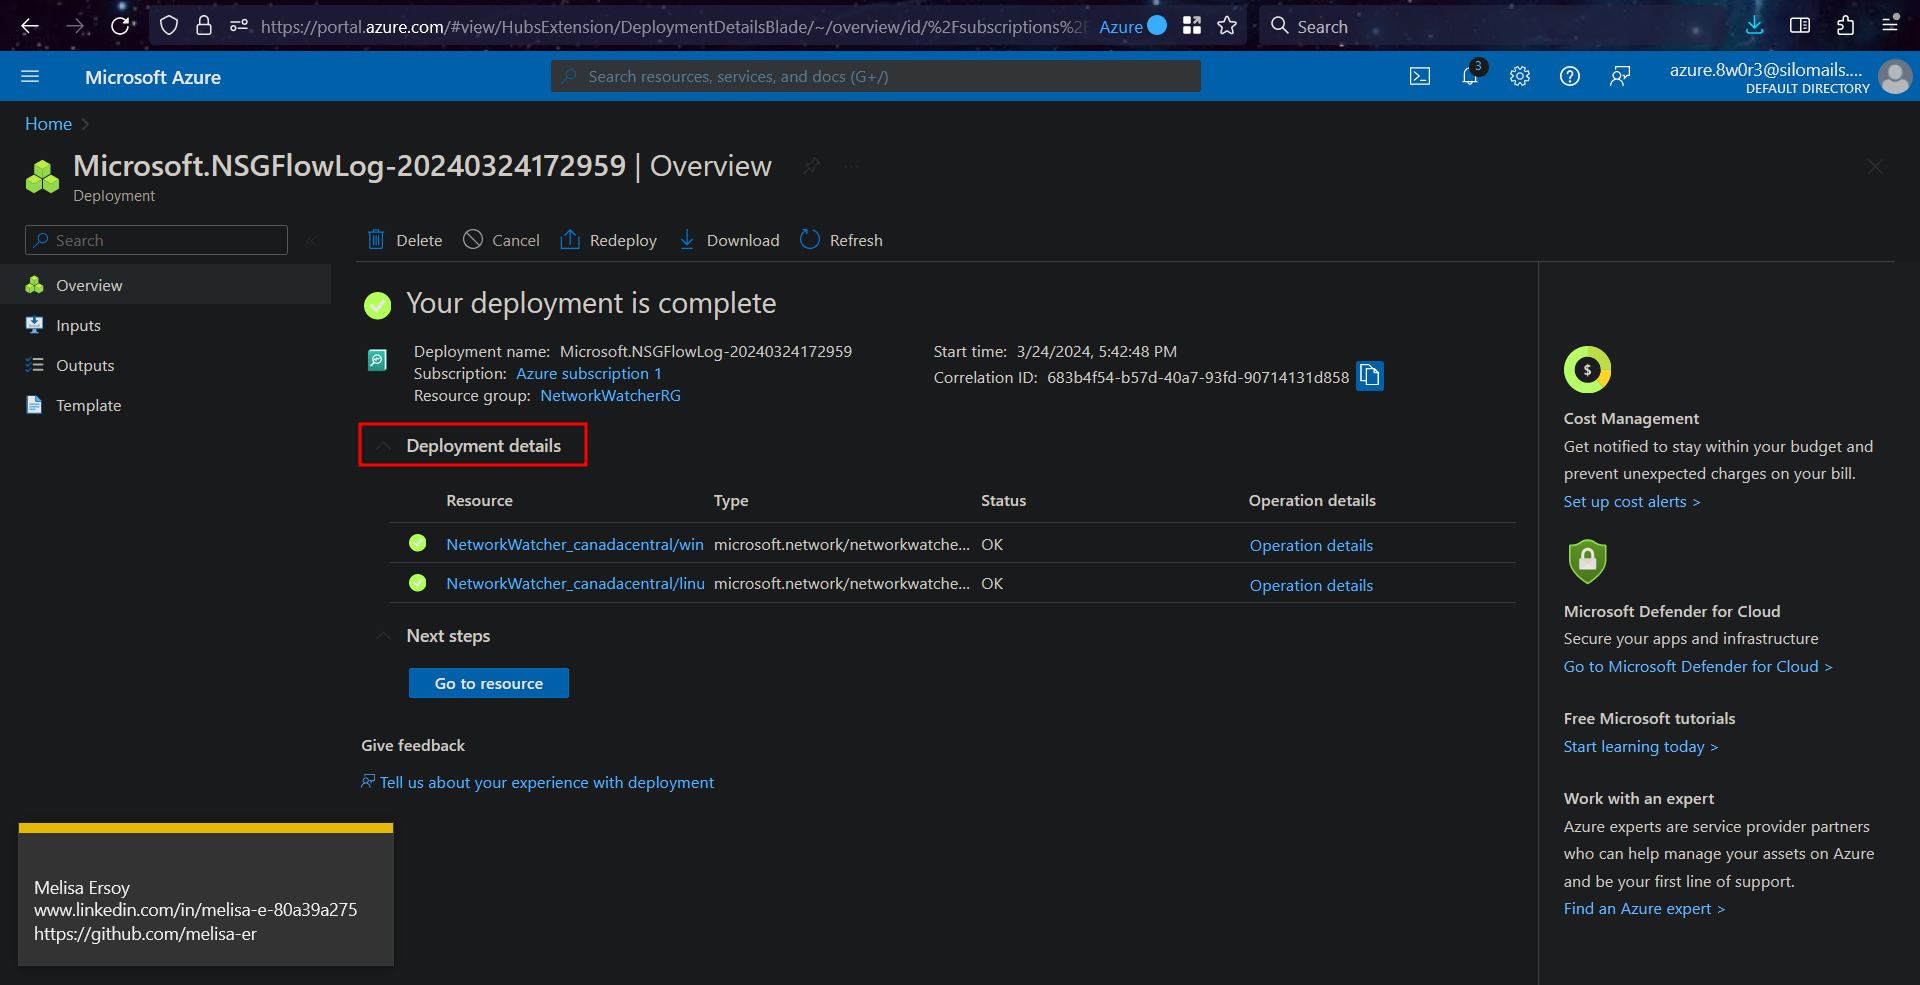 https://portal.azure.com/#view/HubsExtension/DeploymentDetailsBlade/~/overview/id/%2Fsubscriptions%2F
Azure
Search
Microsoft Azure
Search resources, services, and docs (G+/)
3
azure.8w0r3@silomails....
DEFAULT DIRECTORY
Home
Microsoft.NSGFlowLog-20240324172959 | Overview
Deployment
Search
Overview
Inputs
Outputs
Template
Delete
Cancel
Redeploy
Download
Refresh
Your deployment is complete
Deployment name: Microsoft.NSGFlowLog-20240324172959
Subscription: Azure subscription 1
Resource group: NetworkWatcherRG
Start time: 3/24/2024, 5:42:48 PM
Correlation ID: 683b4f54-b57d-40a7-93fd-90714131d858
Deployment details
Resource Type Status Operation details
NetworkWatcher_canadacentral/win microsoft.network/networkwatche... OK Operation details
NetworkWatcher_canadacentral/linu microsoft.network/networkwatche... OK Operation details
Next steps
Go to resource
Give feedback
Tell us about your experience with deployment
$
Cost Management
Get notified to stay within your budget and
prevent unexpected charges on your bill.
Set up cost alerts >
Microsoft Defender for Cloud
Secure your apps and infrastructure
Go to Microsoft Defender for Cloud >
Free Microsoft tutorials
Start learning today >
Work with an expert
Azure experts are service provider partners
who can help manage your assets on Azure
and be your first line of support.
Find an Azure expert >
Melisa Ersoy
www.linkedin.com/in/melisa-e-80a39a275
https://github.com/melisa-er